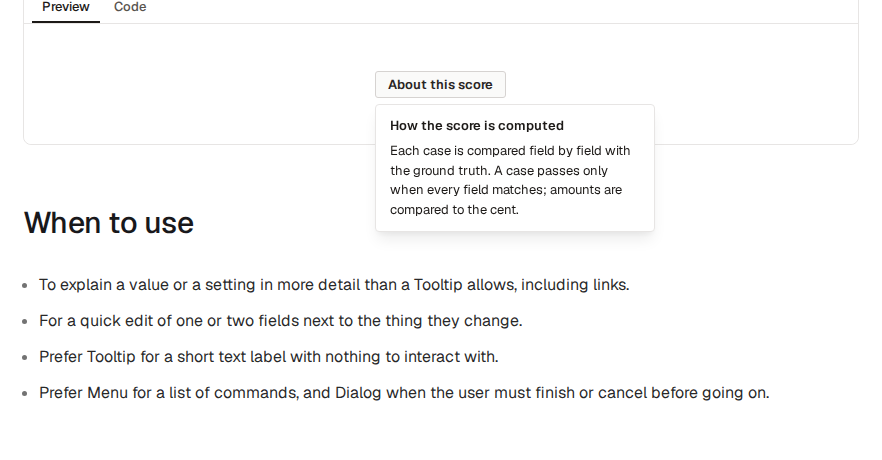 Preview Code
About this score
How the score is computed
Each case is compared field by field with
the ground truth. A case passes only
when every field matches; amounts are
compared to the cent.
When to use
To explain a value or a setting in more detail than a Tooltip allows, including links.
For a quick edit of one or two fields next to the thing they change.
Prefer Tooltip for a short text label with nothing to interact with.
Prefer Menu for a list of commands, and Dialog when the user must finish or cancel before going on.